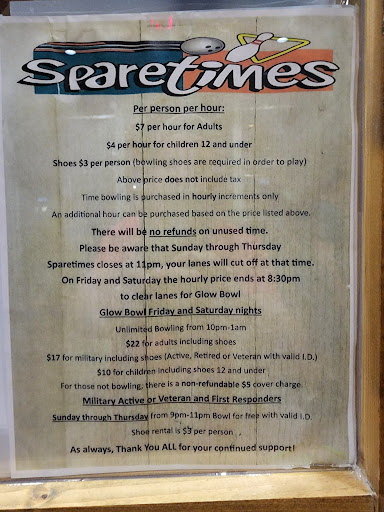 Sparetimes
Per person per hour:
$7 per hour for Adults
$4 per hour for children 12 and under
Shoes $3 per person (bowling shoes are required in order to play)
Above price does not include tax
Time bowling is purchased in hourly increments only
An additional hour can be purchased based on the price listed above.
There will be no refunds on unused time.
Please be aware that Sunday through Thursday
Sparetimes closes at 11pm, your lanes will cut off at that time.
On Friday and Saturday the hourly price ends at 8:30pm
to clear lanes for Glow Bowl
Glow Bowl Friday and Saturday nights
Unlimited Bowling from 10pm-1am
$22 for adults including shoes
$17 for military including shoes (Active, Retired or Veteran with valid I.D.)
$10 for children including shoes 12 and under
For those not bowling, there is a non-refundable $5 cover charge.
Military Active or Veteran and First Responders
Sunday through Thursday from 9pm-11pm Bowl for free with valid I.D.
Shoe rental is $3 per person
As always, Thank You ALL for your continued support!